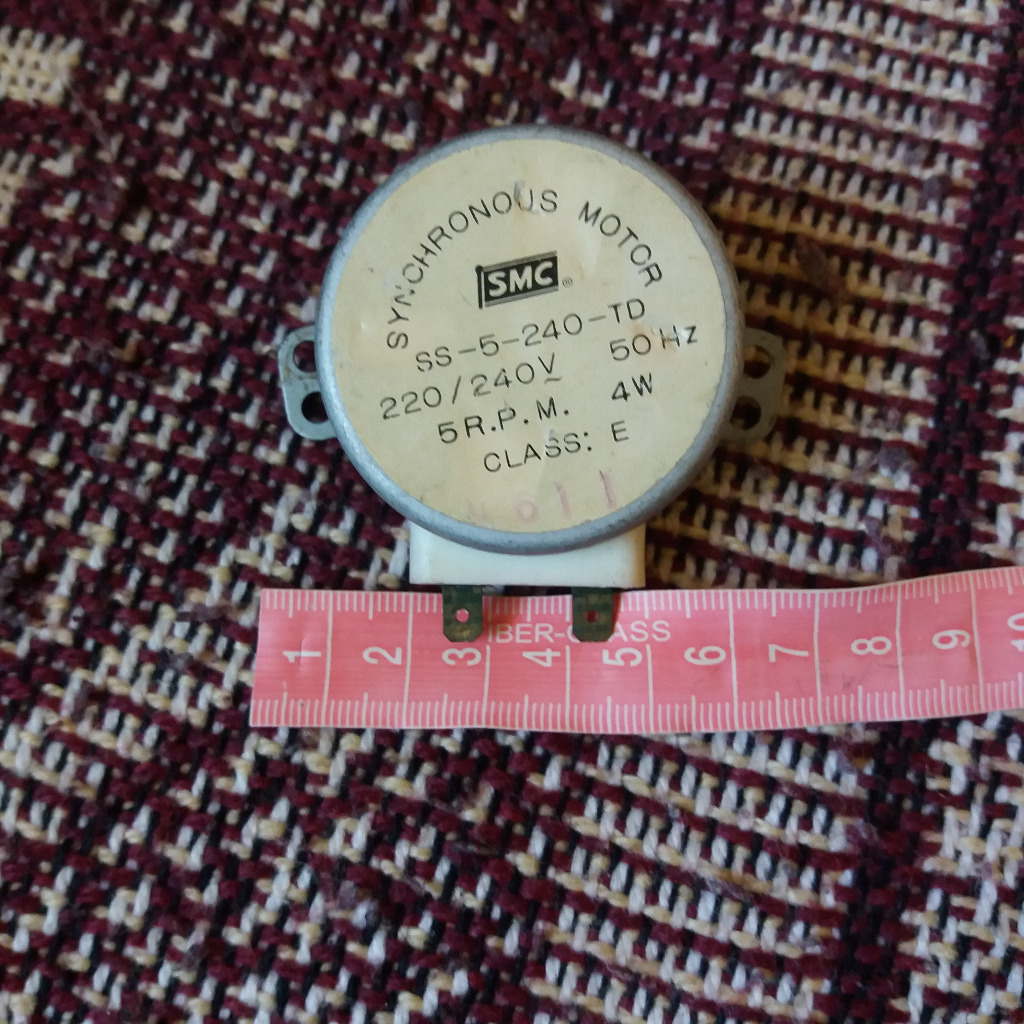 SYNCHRONOUS MOTOR
SMC®
SS-5-240-TD
220/240V~ 50Hz
5R.P.M. 4W
CLASS: E
611
IBER-GLASS
1 2 3 4 5 6 7 8 9 10